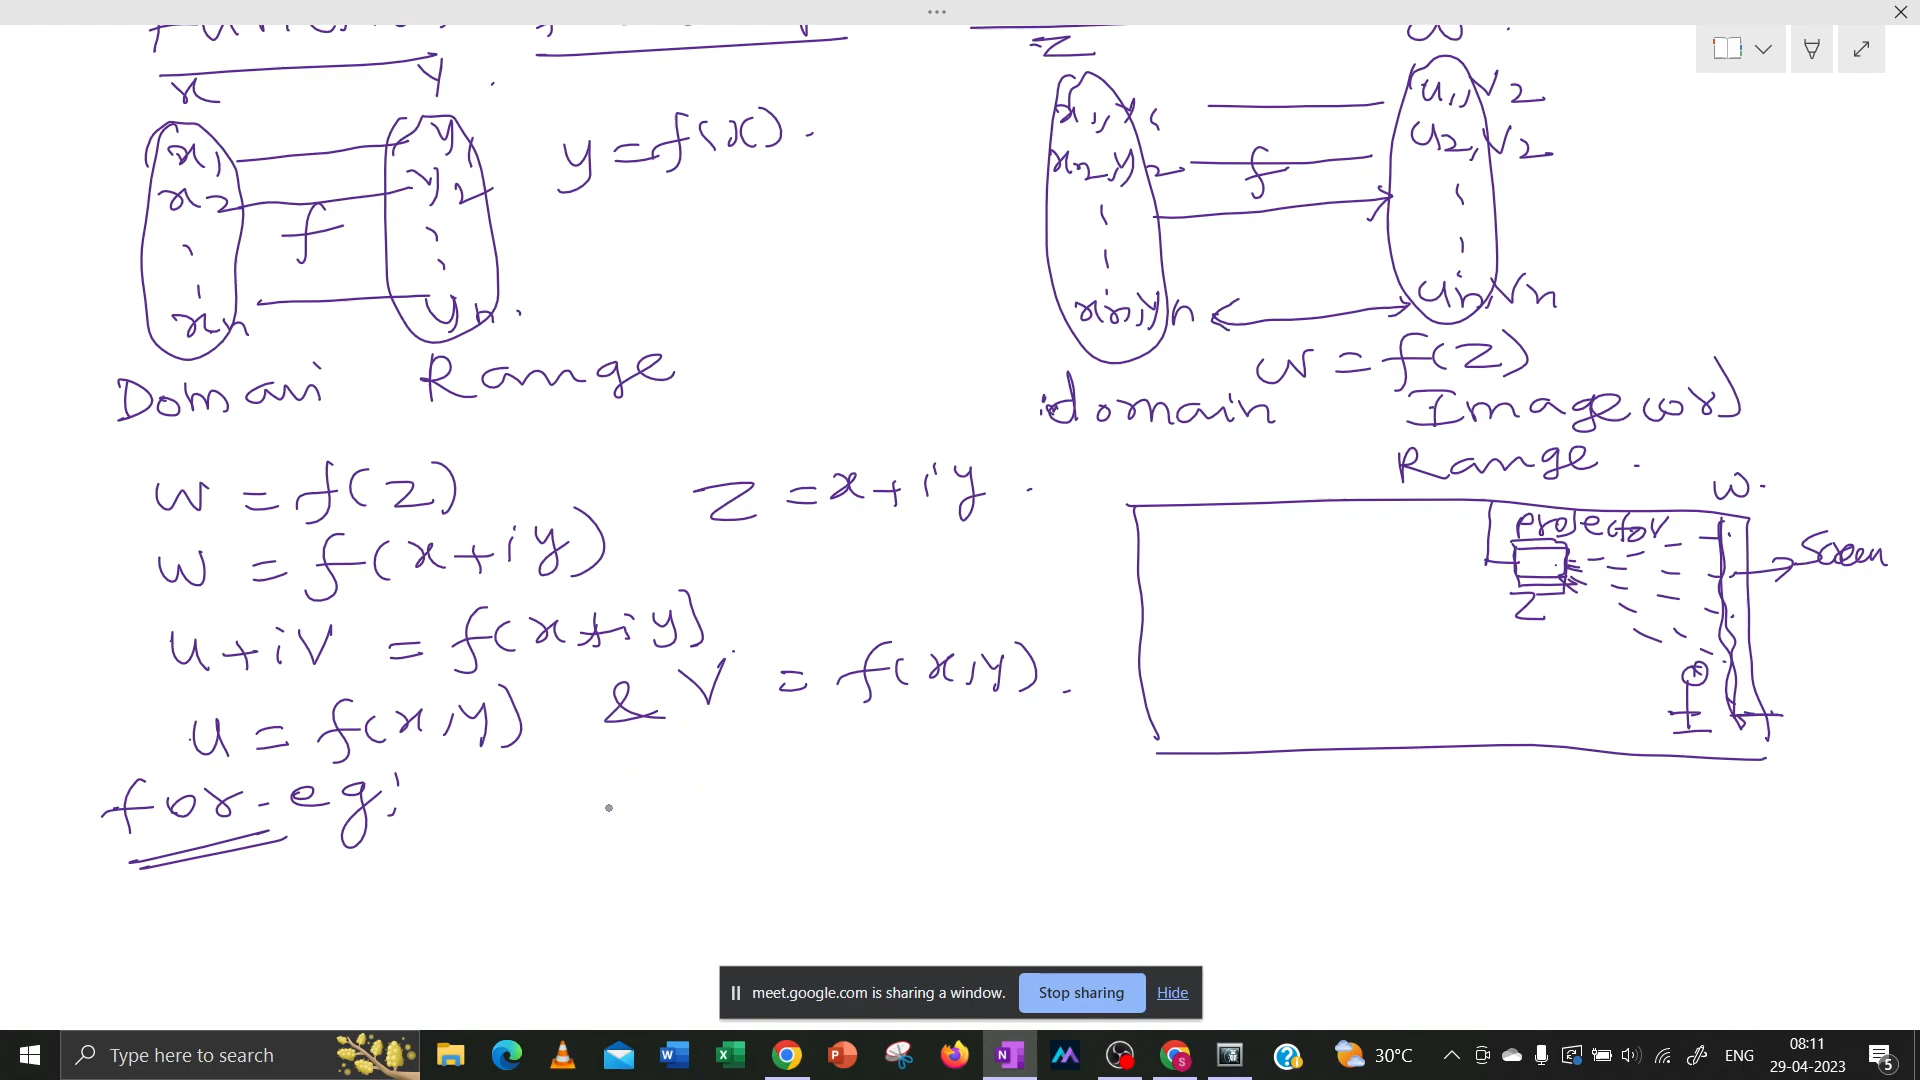 x
y
z
x1
x2
xn
y1
y2
yn.
f
y = f(x).
Domain
Range
x1, y1
x2, y2
xn, yn
f
u1, v2
u2, v2
un, vn
w = f(z)
domain
Image (or)
Range.
w = f(z)
z = x + iy.
w = f(x + iy)
u + iv = f(x + iy)
u = f(x, y) & v = f(x, y).
for-eg:
w.
projector
z
Screen
meet.google.com is sharing a window.
Stop sharing
Hide
Type here to search
30°C
ENG
08:11
29-04-2023
5